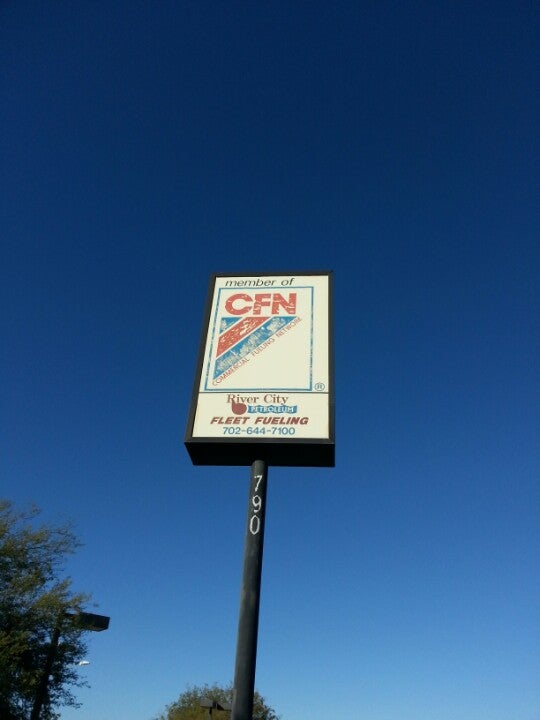 member of
CFN
COMMERCIAL FUELING NETWORK
®
River City
PETROLEUM
FLEET FUELING
702-644-7100
790